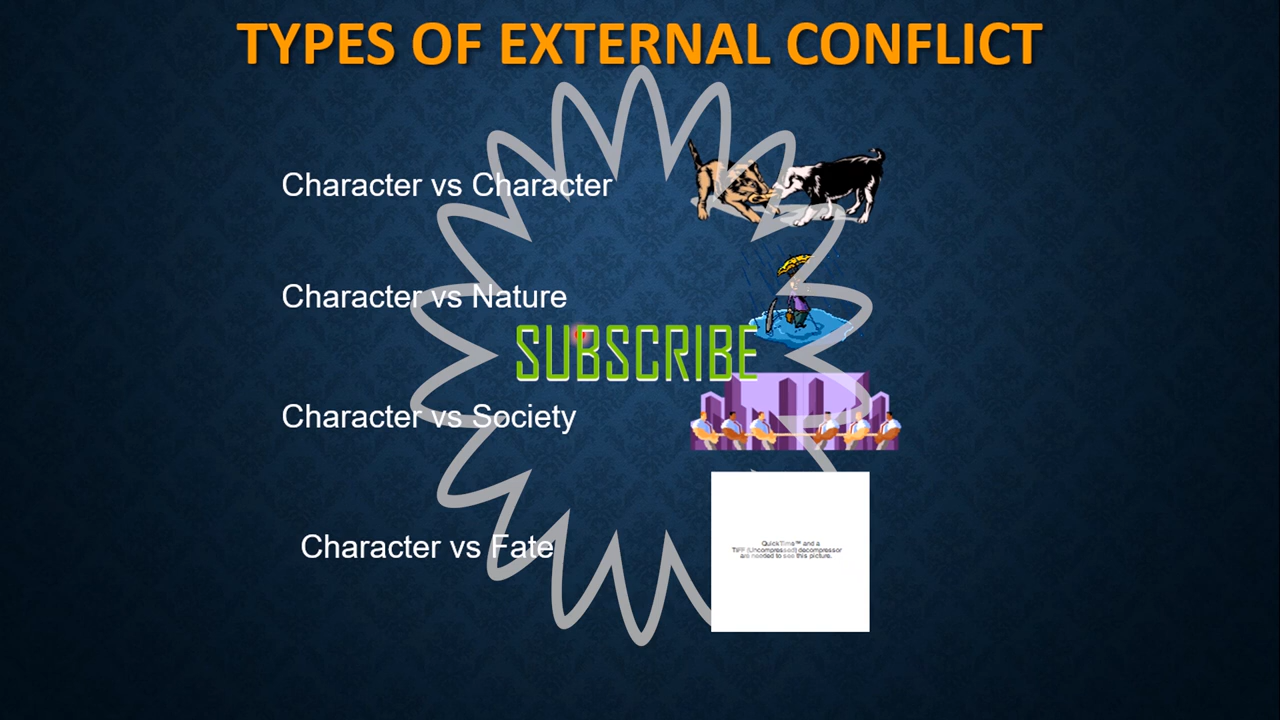 TYPES OF EXTERNAL CONFLICT
Character vs Character
Character vs Nature
SUBSCRIBE
Character vs Society
Character vs Fate
QuickTime™ and a
TIFF (Uncompressed) decompressor
are needed to see this picture.